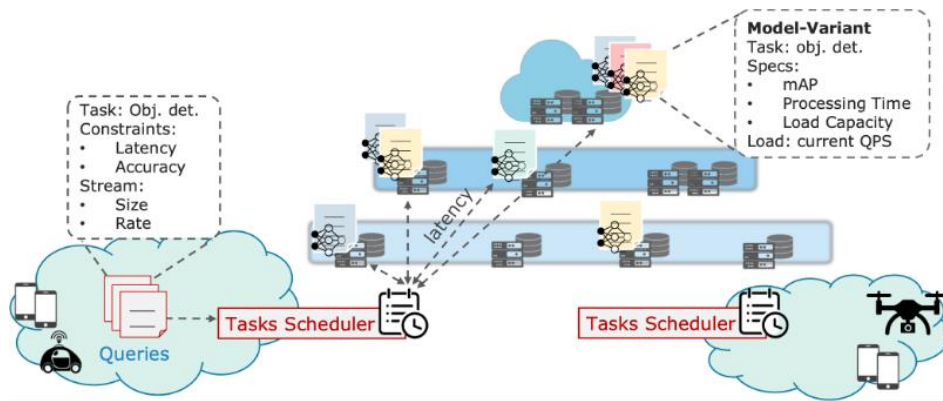 Model-Variant
Task: obj. det.
Specs:
• mAP
• Processing Time
• Load Capacity
Load: current QPS
Task: Obj. det.
Constraints:
• Latency
• Accuracy
Stream:
• Size
• Rate
latency
Queries
Tasks Scheduler
Tasks Scheduler